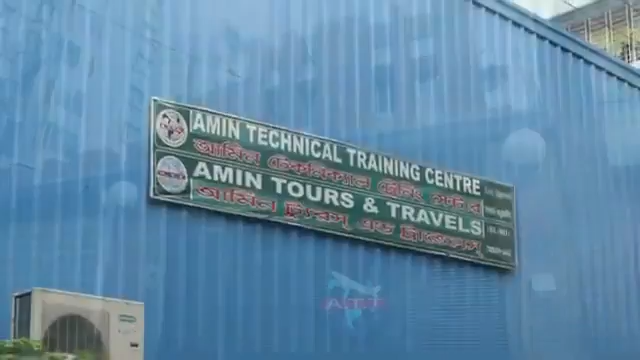 AMIN TECHNICAL TRAINING CENTRE
আমিন টেকনিক্যাল ট্রেনিং সেন্টার
AMIN TOURS & TRAVELS
আমিন ট্যুরস্ এন্ড ট্রাভেলস্